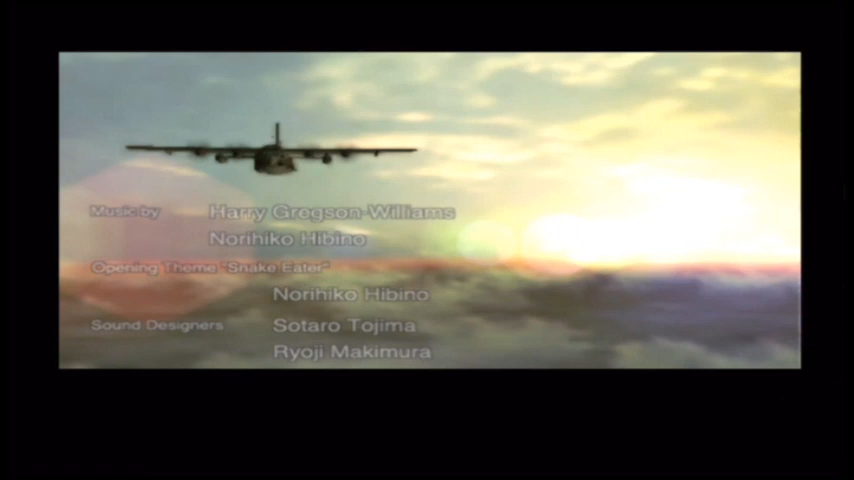 Music by Harry Gregson-Williams
Norihiko Hibino
Opening Theme "Snake Eater"
Norihiko Hibino
Sound Designers Sotaro Tojima
Ryoji Makimura